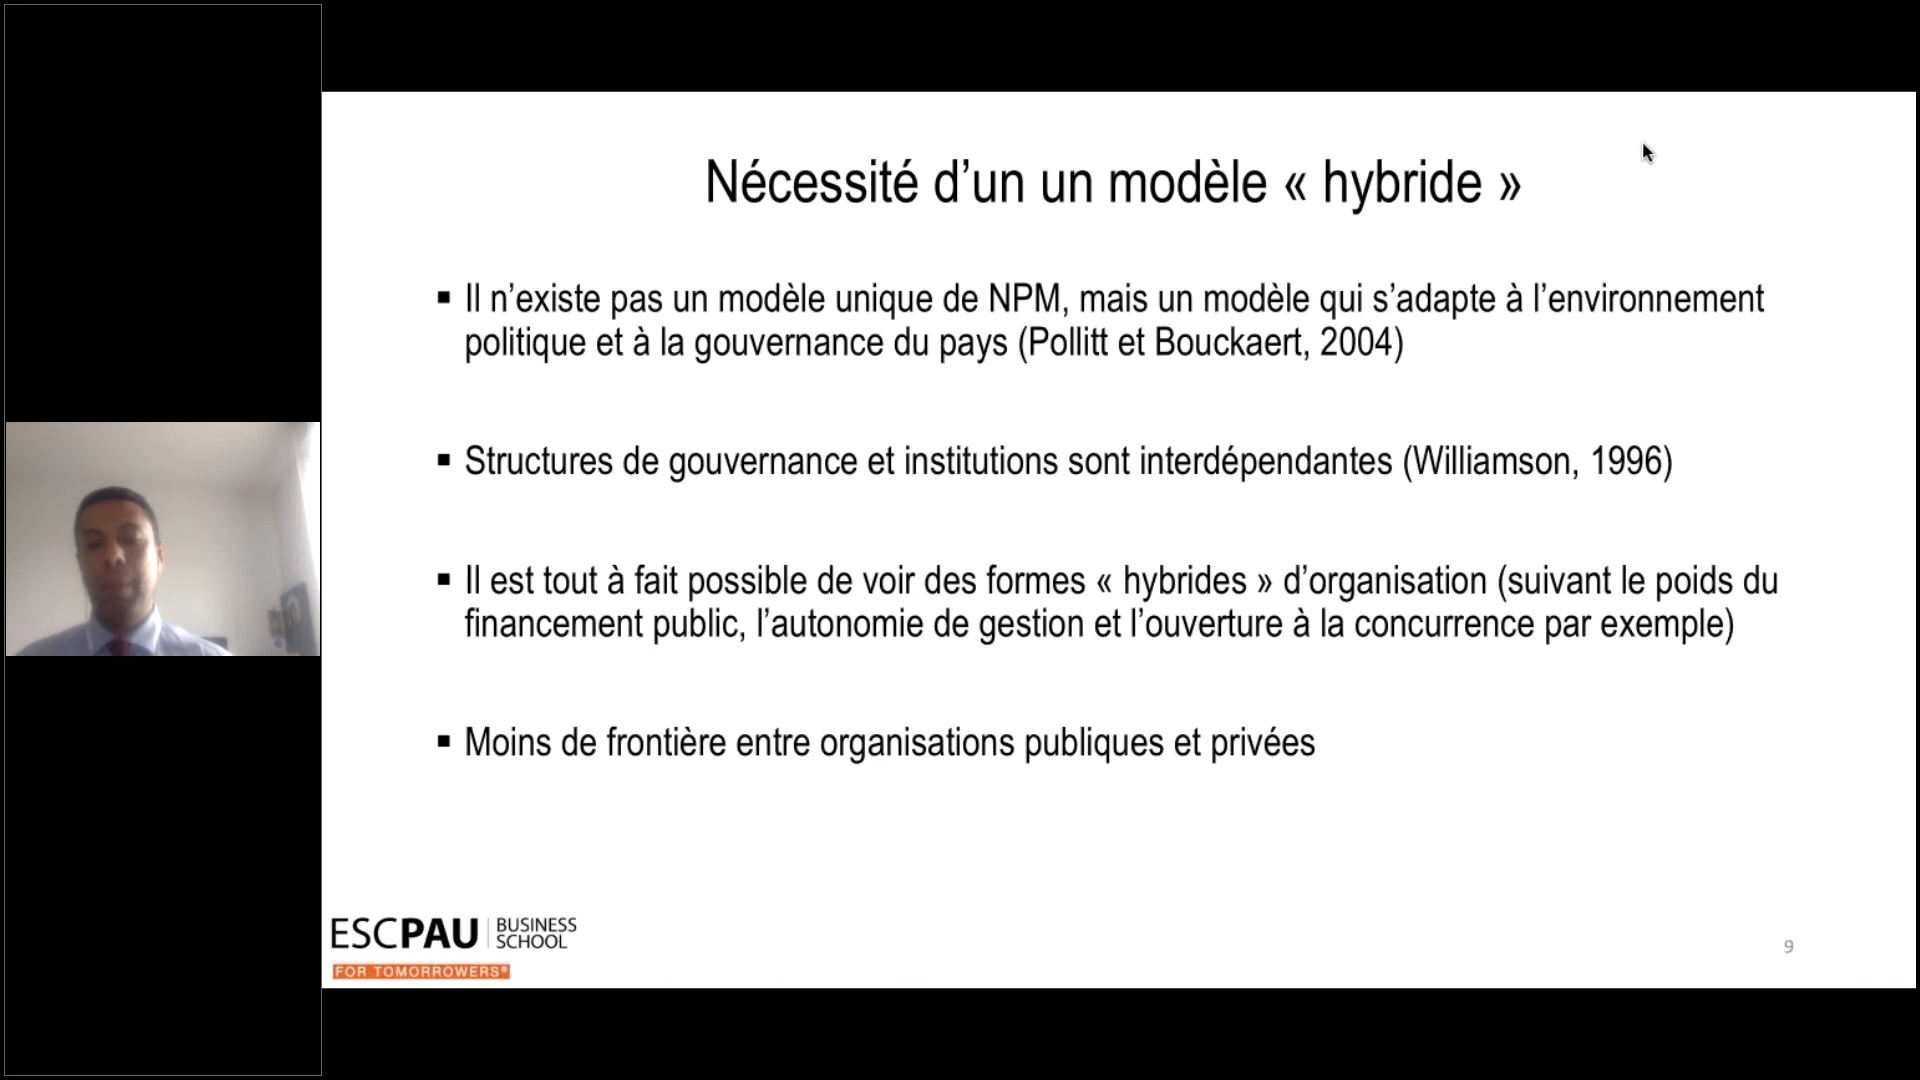 Nécessité d’un un modèle « hybride »
▪ Il n’existe pas un modèle unique de NPM, mais un modèle qui s’adapte à l’environnement
politique et à la gouvernance du pays (Pollitt et Bouckaert, 2004)
▪ Structures de gouvernance et institutions sont interdépendantes (Williamson, 1996)
▪ Il est tout à fait possible de voir des formes « hybrides » d’organisation (suivant le poids du
financement public, l’autonomie de gestion et l’ouverture à la concurrence par exemple)
▪ Moins de frontière entre organisations publiques et privées
ESCPAU BUSINESS
SCHOOL
FOR TOMORROWERS®
9